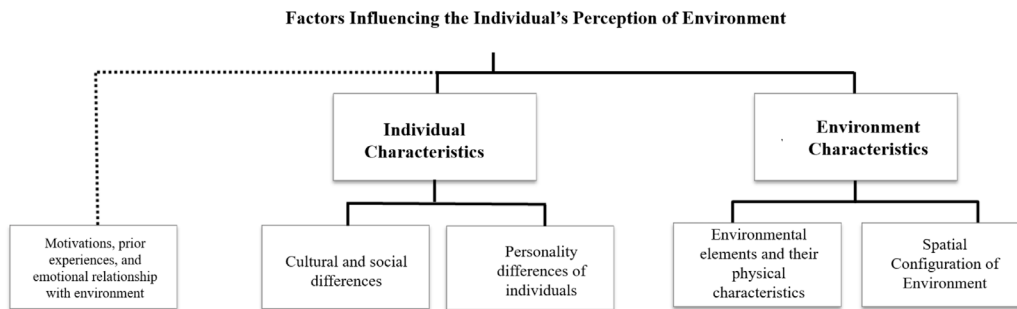 Factors Influencing the Individual's Perception of Environment
Individual
Characteristics
Environment
Characteristics
Motivations, prior
experiences, and
emotional relationship
with environment
Cultural and social
differences
Personality
differences of
individuals
Environmental
elements and their
physical
characteristics
Spatial
Configuration of
Environment